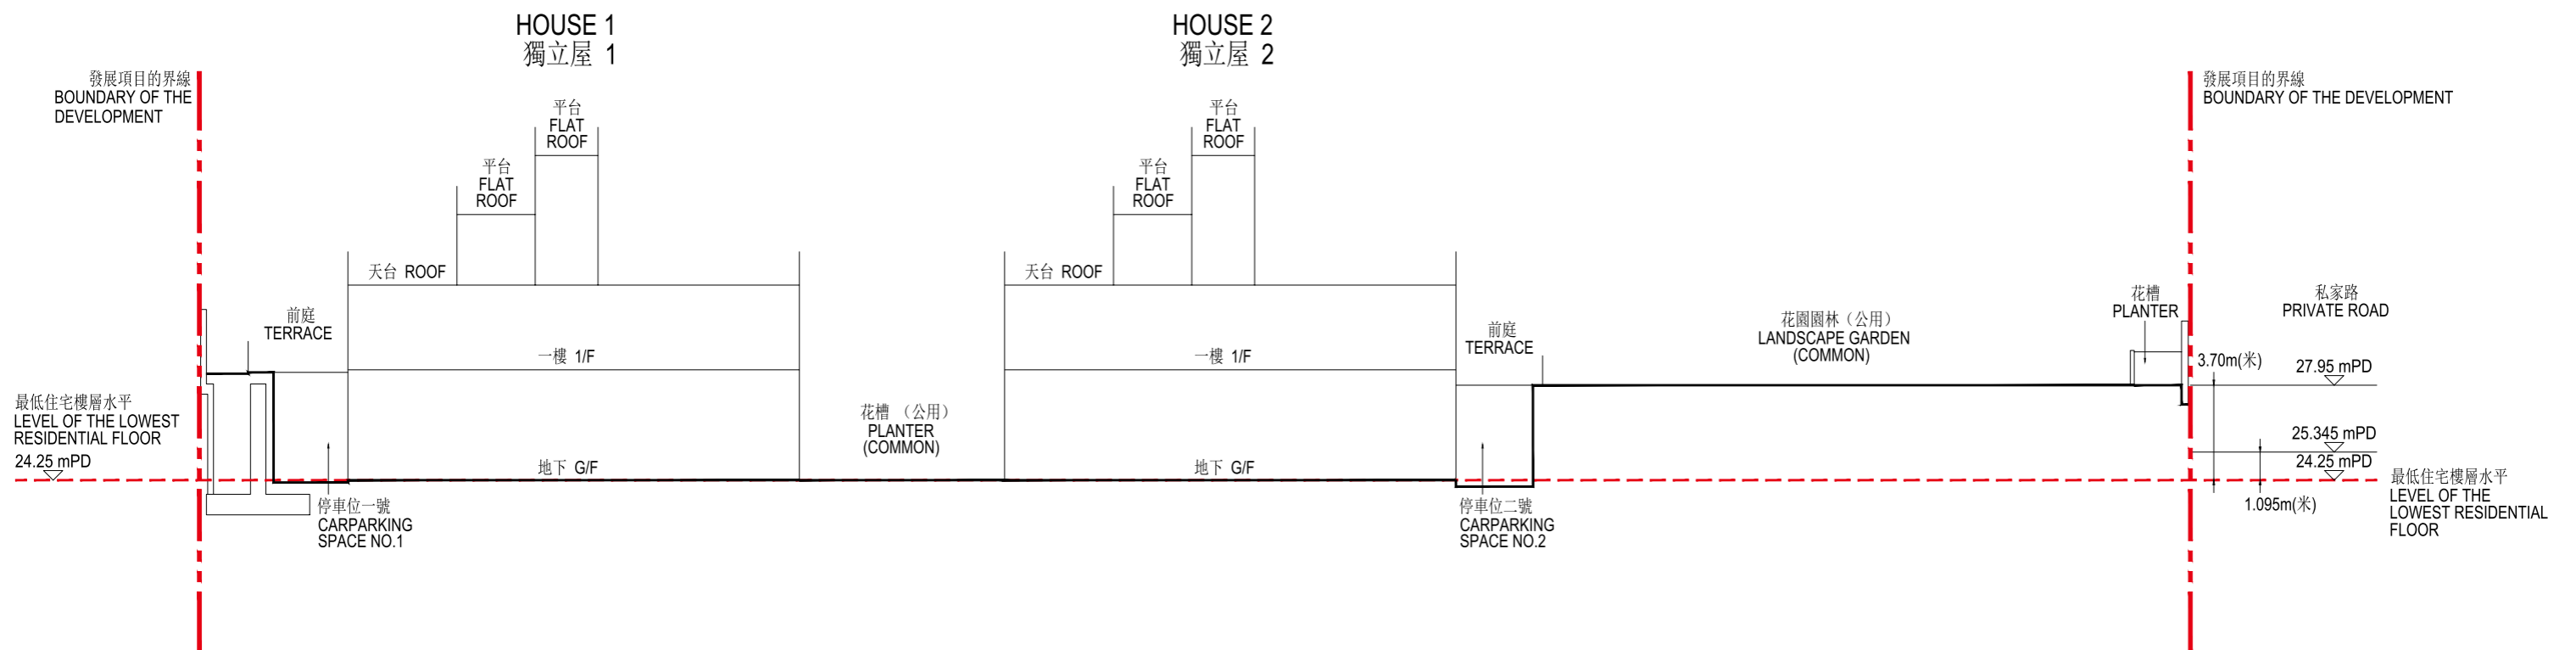 HOUSE 1
獨立屋 1
HOUSE 2
獨立屋 2
發展項目的界線
BOUNDARY OF THE
DEVELOPMENT
發展項目的界線
BOUNDARY OF THE DEVELOPMENT
平台
FLAT
ROOF
平台
FLAT
ROOF
平台
FLAT
ROOF
平台
FLAT
ROOF
天台 ROOF
天台 ROOF
前庭
TERRACE
一樓 1/F
一樓 1/F
前庭
TERRACE
花園園林（公用）
LANDSCAPE GARDEN
(COMMON)
花槽
PLANTER
私家路
PRIVATE ROAD
3.70m(米)
27.95 mPD
最低住宅樓層水平
LEVEL OF THE LOWEST
RESIDENTIAL FLOOR
24.25 mPD
花槽 （公用）
PLANTER
(COMMON)
地下 G/F
地下 G/F
25.345 mPD
24.25 mPD
1.095m(米)
最低住宅樓層水平
LEVEL OF THE
LOWEST RESIDENTIAL
FLOOR
停車位一號
CARPARKING
SPACE NO.1
停車位二號
CARPARKING
SPACE NO.2